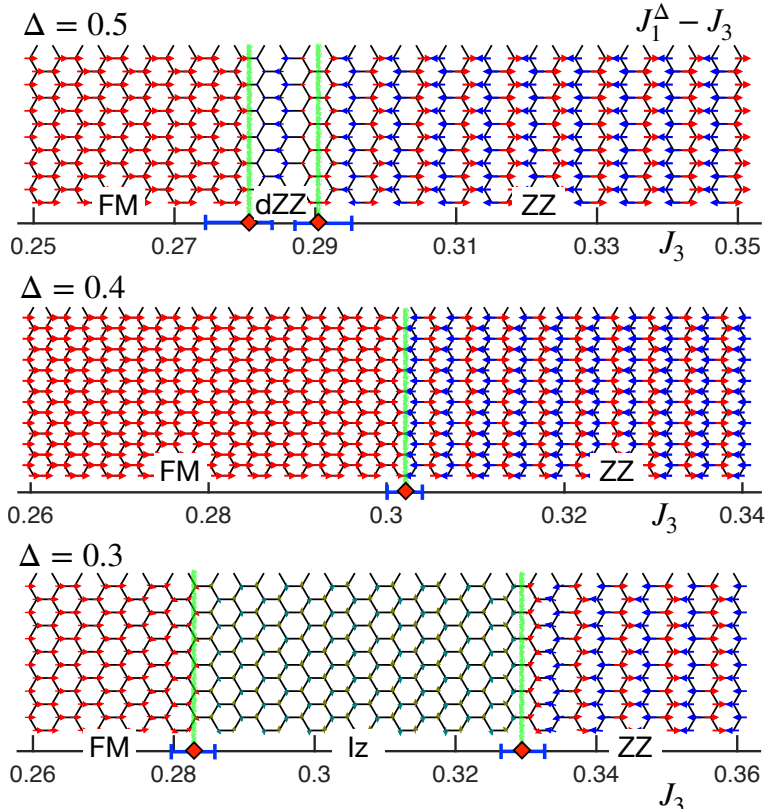 Δ = 0.5 J₁^Δ – J₃
FM dZZ ZZ
0.25 0.27 0.29 0.31 0.33 J₃ 0.35
Δ = 0.4
FM ZZ
0.26 0.28 0.3 0.32 J₃ 0.34
Δ = 0.3
FM Iz ZZ
0.26 0.28 0.3 0.32 0.34 J₃ 0.36